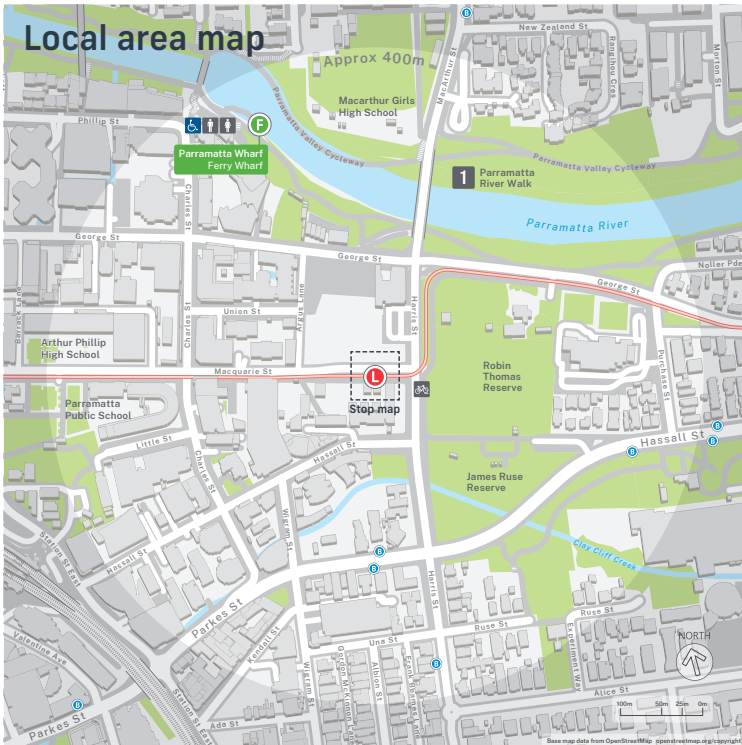 Local area map
New Zealand St
Morton St
Rangihou Cres
MacArthur St
Approx 400m
Macarthur Girls
High School
Phillip St
F
Parramatta Wharf
Ferry Wharf
Parramatta Valley Cycleway
Parramatta Valley Cycleway
1
Parramatta
River Walk
Parramatta River
Charles St
George St
George St
George St
Noller Pde
Barrack Lane
Union St
Argus Lane
Charles St
Harris St
Arthur Phillip
High School
Macquarie St
L
Stop map
Robin
Thomas
Reserve
Purchase St
Parramatta
Public School
Little St
Hassall St
Hassall St
B
B
B
B
Charles St
James Ruse
Reserve
Wigram St
Station St East
Hassall St
Clay Cliff Creek
B
B
Harris St
Parkes St
Kendall St
Una St
Ruse St
Ruse St
Experiment Way
NORTH
Valentine Ave
Wigram St
Gordon McKinnon Lane
Albion St
Frank Yeomes Lane
B
Alice St
Station St East
Ada St
B
Parkes St
100m 50m 25m 0m
Base map data from OpenStreetMap openstreetmap.org/copyright